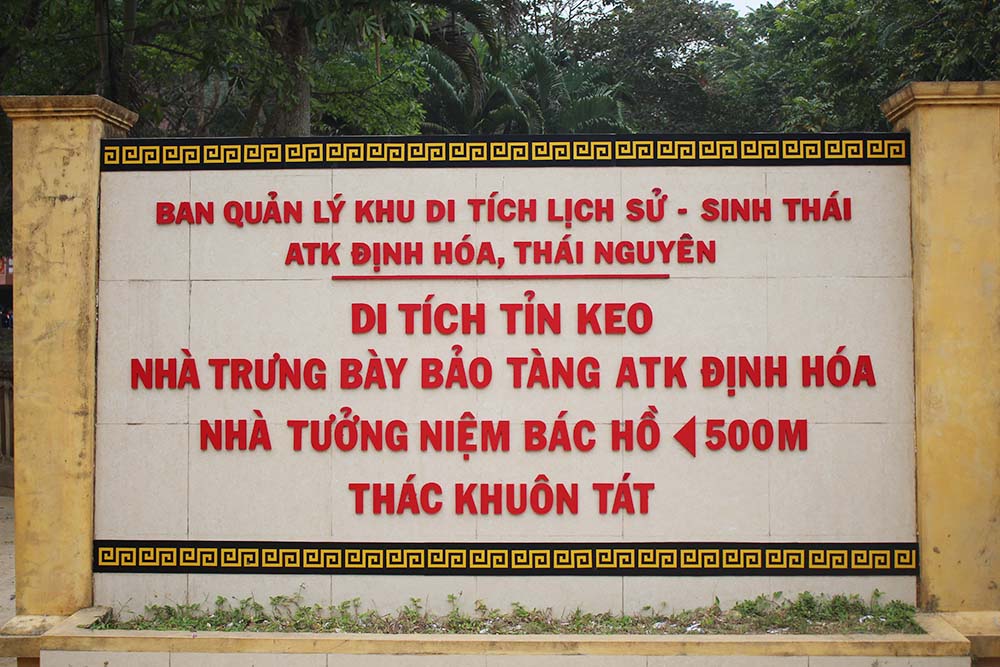 BAN QUẢN LÝ KHU DI TÍCH LỊCH SỬ - SINH THÁI
ATK ĐỊNH HÓA, THÁI NGUYÊN
DI TÍCH TỈN KEO
NHÀ TRƯNG BÀY BẢO TÀNG ATK ĐỊNH HÓA
NHÀ TƯỞNG NIỆM BÁC HỒ ◀500M
THÁC KHUÔN TÁT